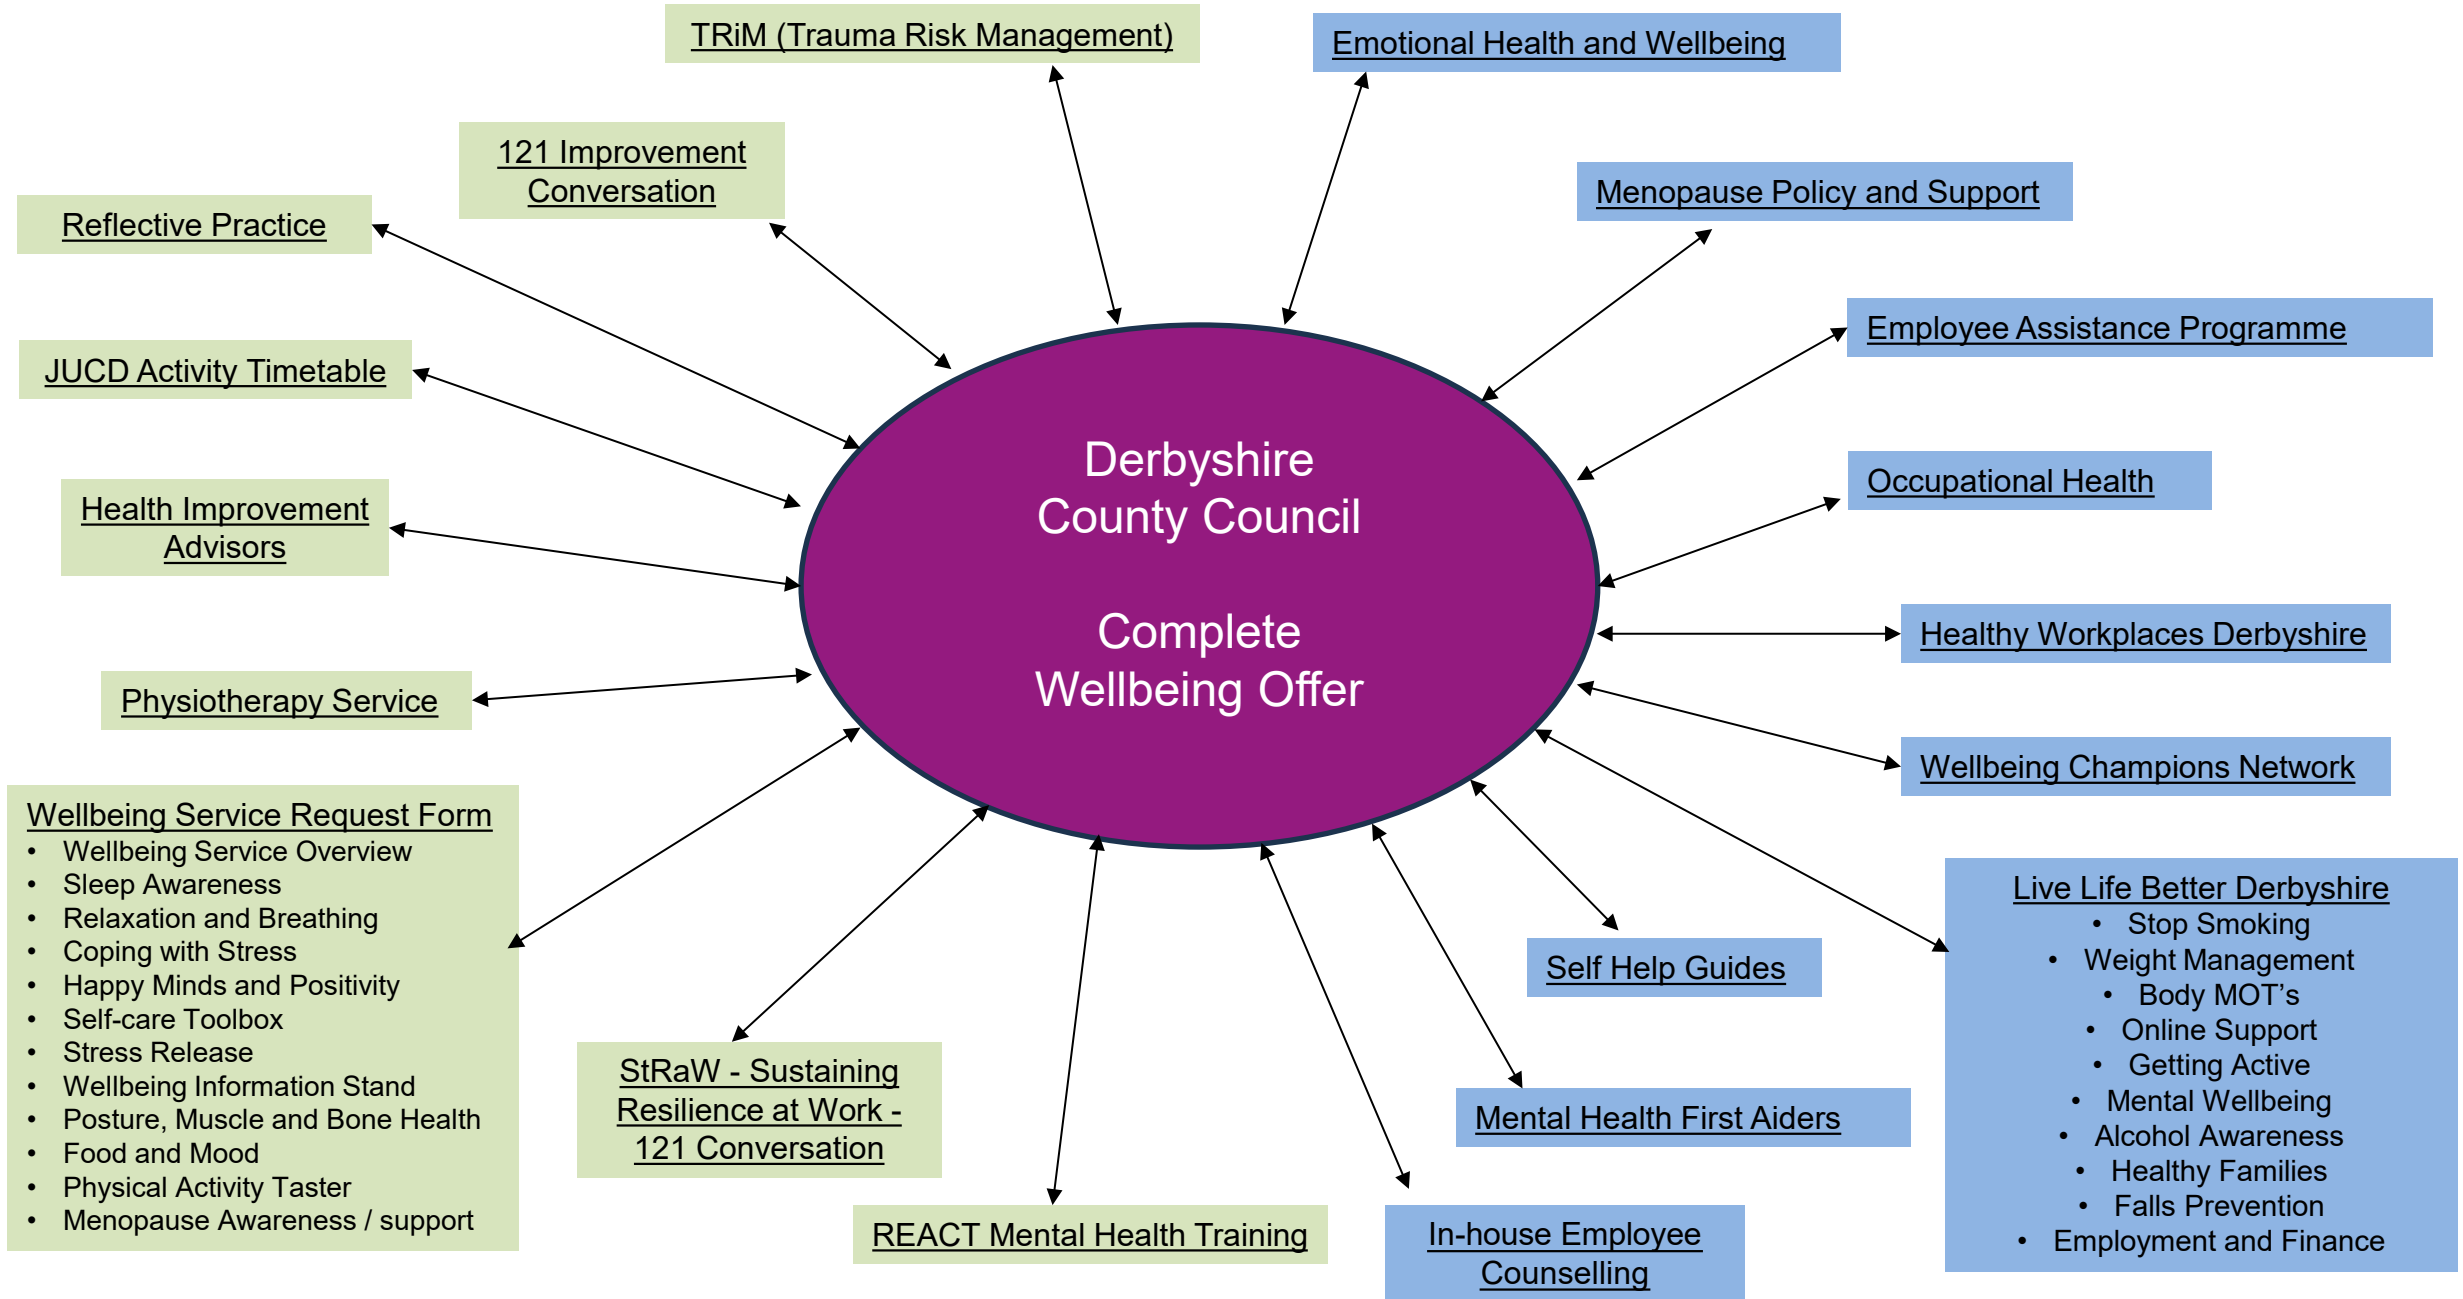 TRiM (Trauma Risk Management)
Emotional Health and Wellbeing
121 Improvement
Conversation
Menopause Policy and Support
Reflective Practice
Employee Assistance Programme
JUCD Activity Timetable
Derbyshire
County Council
Complete
Wellbeing Offer
Occupational Health
Health Improvement
Advisors
Healthy Workplaces Derbyshire
Physiotherapy Service
Wellbeing Champions Network
Wellbeing Service Request Form
• Wellbeing Service Overview
• Sleep Awareness
• Relaxation and Breathing
• Coping with Stress
• Happy Minds and Positivity
• Self-care Toolbox
• Stress Release
• Wellbeing Information Stand
• Posture, Muscle and Bone Health
• Food and Mood
• Physical Activity Taster
• Menopause Awareness / support
StRaW - Sustaining
Resilience at Work -
121 Conversation
REACT Mental Health Training
In-house Employee
Counselling
Mental Health First Aiders
Self Help Guides
Live Life Better Derbyshire
• Stop Smoking
• Weight Management
• Body MOT’s
• Online Support
• Getting Active
• Mental Wellbeing
• Alcohol Awareness
• Healthy Families
• Falls Prevention
• Employment and Finance